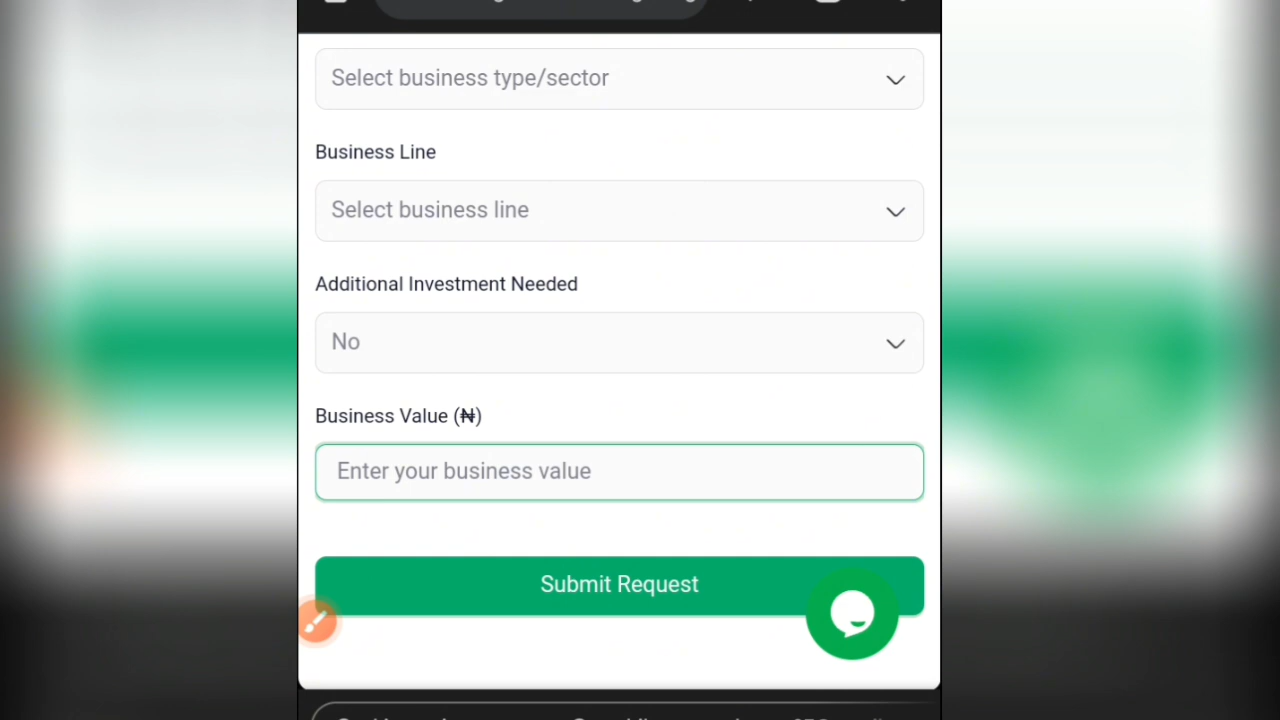 Select business type/sector
Business Line
Select business line
Additional Investment Needed
No
Business Value (₦)
Enter your business value
Submit Request